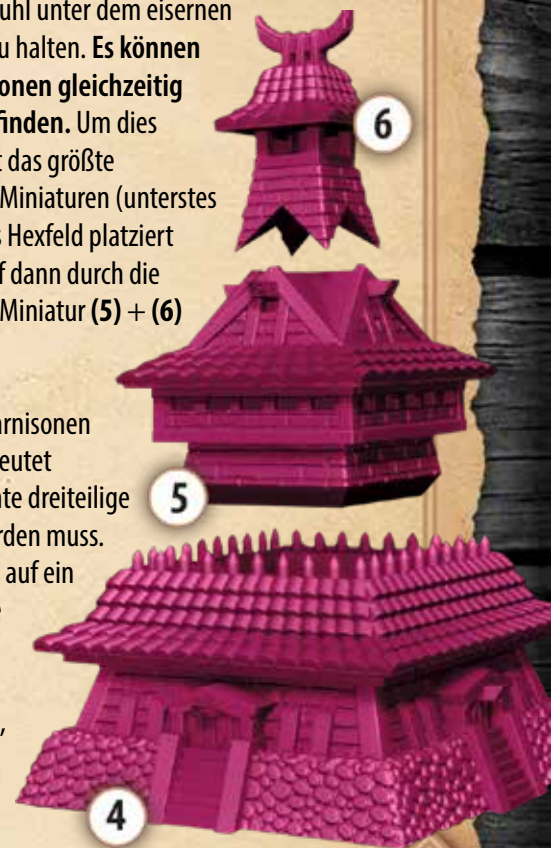 uhl unter dem eisernen
u halten. Es können
onen gleichzeitig
finden. Um dies
t das größte
Miniaturen (unterstes
s Hexfeld platziert
f dann durch die
Miniatur (5) + (6)
arnisonen
eutet
te dreiteilige
rden muss.
auf ein
,
6
5
4